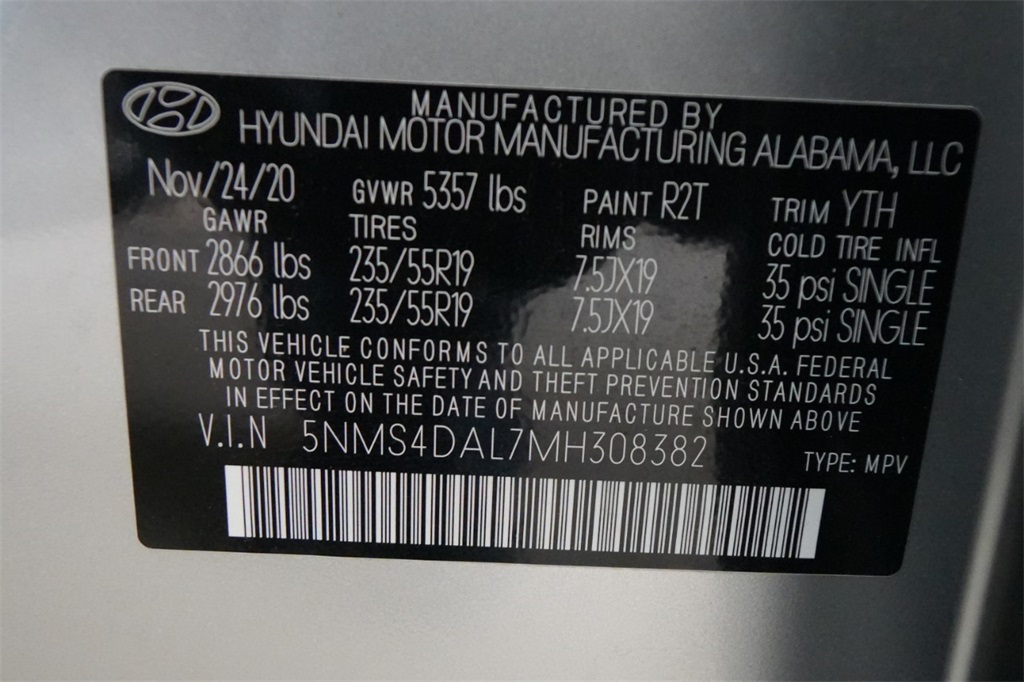 MANUFACTURED BY
HYUNDAI MOTOR MANUFACTURING ALABAMA, LLC
Nov/24/20 GVWR 5357 lbs PAINT R2T TRIM YTH
GAWR TIRES RIMS COLD TIRE INFL
FRONT 2866 lbs 235/55R19 7.5JX19 35 psi SINGLE
REAR 2976 lbs 235/55R19 7.5JX19 35 psi SINGLE
THIS VEHICLE CONFORMS TO ALL APPLICABLE U.S.A. FEDERAL
MOTOR VEHICLE SAFETY AND THEFT PREVENTION STANDARDS
IN EFFECT ON THE DATE OF MANUFACTURE SHOWN ABOVE.
V.I.N 5NMS4DAL7MH308382 TYPE: MPV